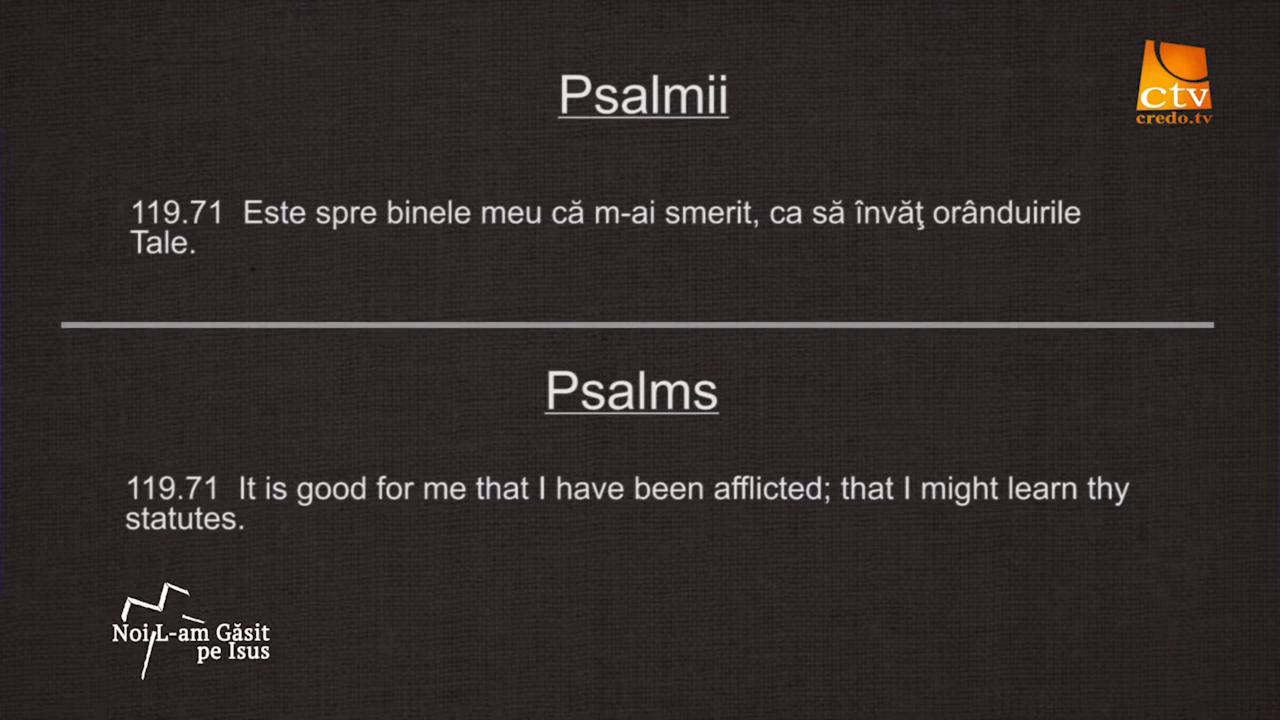 Psalmii
ctv
credo.tv
119.71 Este spre binele meu că m-ai smerit, ca să învăţ orânduirile
Tale.
Psalms
119.71 It is good for me that I have been afflicted; that I might learn thy
statutes.
Noi L-am Găsit
pe Isus